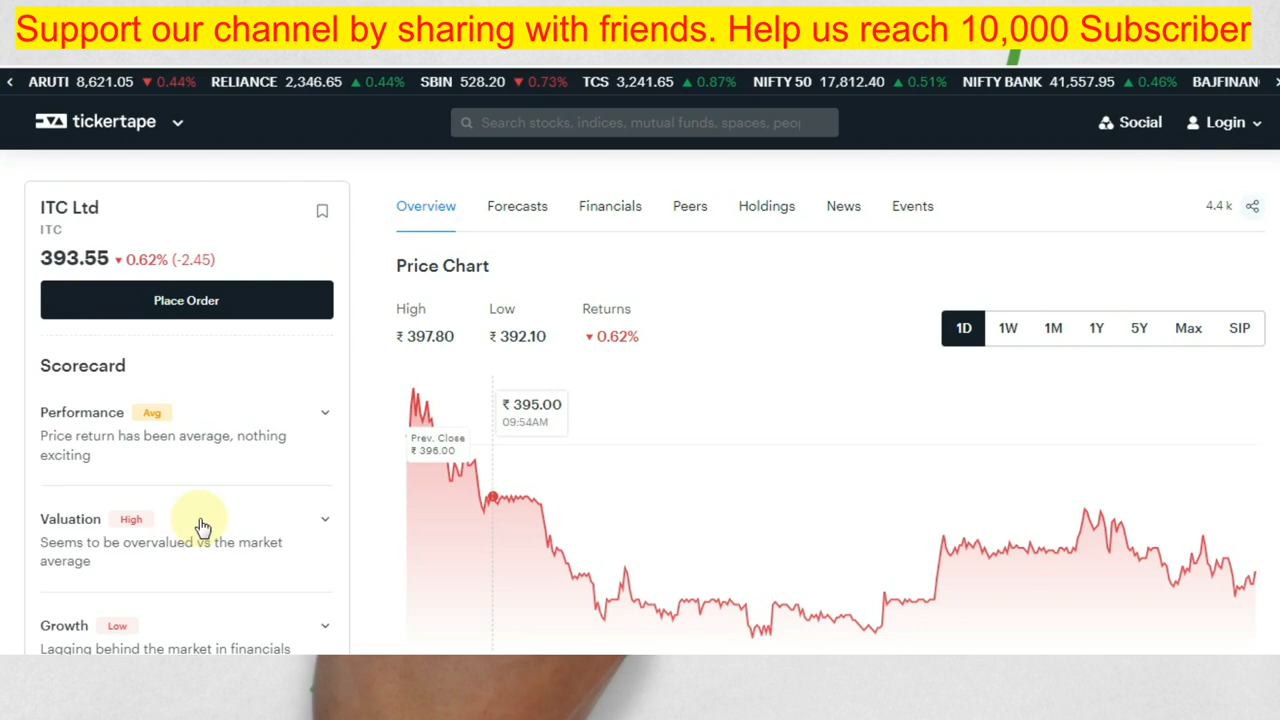 Support our channel by sharing with friends. Help us reach 10,000 Subscriber
ARUTI 8,621.05 ▼ 0.44% RELIANCE 2,346.65 ▲ 0.44% SBIN 528.20 ▼ 0.73% TCS 3,241.65 ▲ 0.87% NIFTY 50 17,812.40 ▲ 0.51% NIFTY BANK 41,557.95 ▲ 0.46% BAJFINAN
tickertape
Search stocks, indices, mutual funds, spaces, peop
Social
Login
ITC Ltd
ITC
393.55 ▼ 0.62% (-2.45)
Place Order
Scorecard
Performance Avg
Price return has been average, nothing
exciting
Valuation High
Seems to be overvalued vs the market
average
Growth Low
Lagging behind the market in financials
Overview Forecasts Financials Peers Holdings News Events
4.4 k
Price Chart
High Low Returns
₹ 397.80 ₹ 392.10 ▼ 0.62%
1D 1W 1M 1Y 5Y Max SIP
₹ 395.00
09:54AM
Prev. Close
₹ 396.00